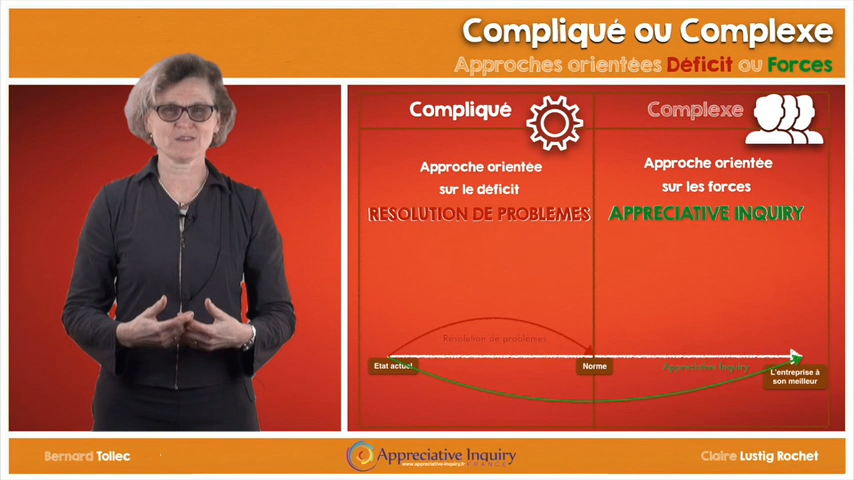 Compliqué ou Complexe
Approches orientées Déficit ou Forces
Compliqué
Complexe
Approche orientée
sur le déficit
RESOLUTION DE PROBLEMES
Approche orientée
sur les forces
APPRECIATIVE INQUIRY
Résolution de problèmes
Etat actuel
Norme
Appreciative Inquiry
L'entreprise à
son meilleur
Bernard Tollec
Appreciative Inquiry
www.appreciative-inquiry.fr FRANCE
Claire Lustig Rochet